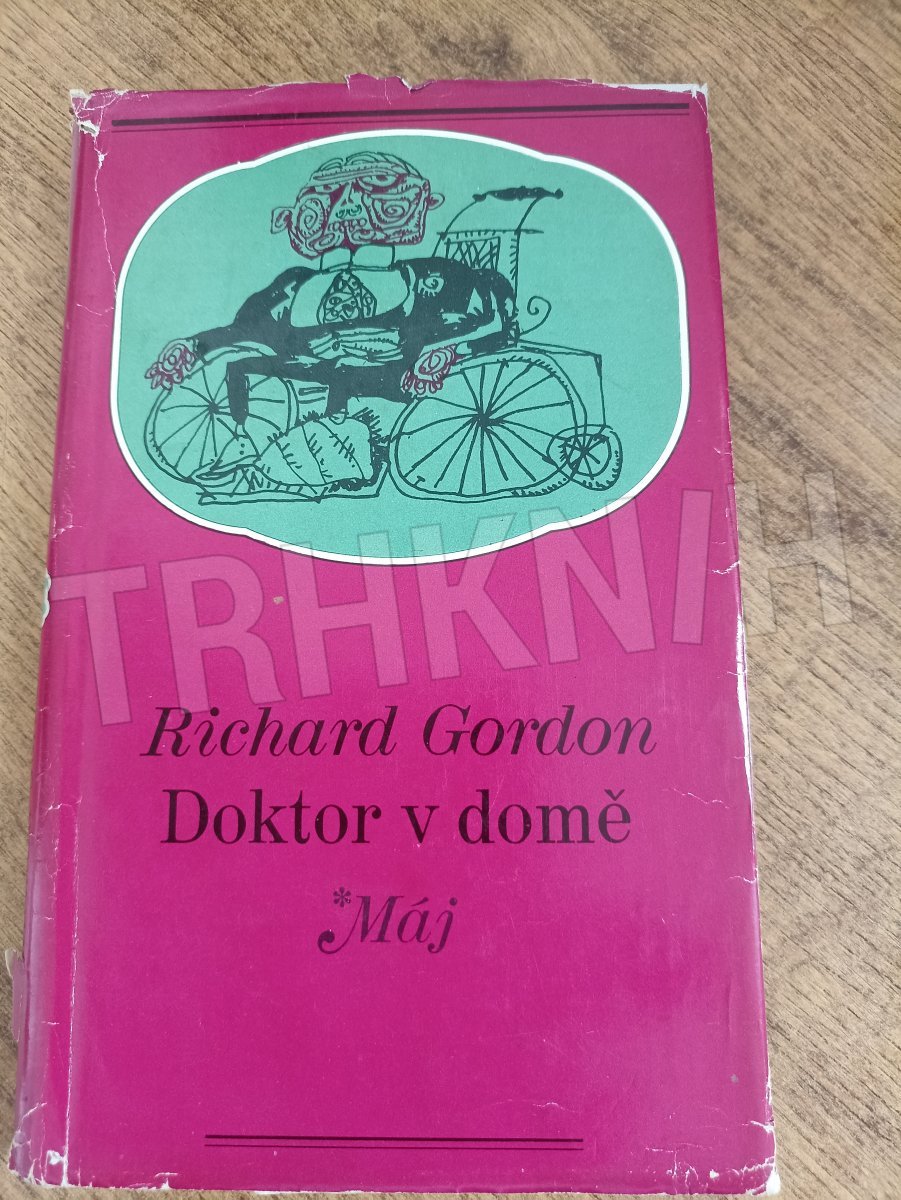 TRHKNIH
Richard Gordon
Doktor v domě
*Máj